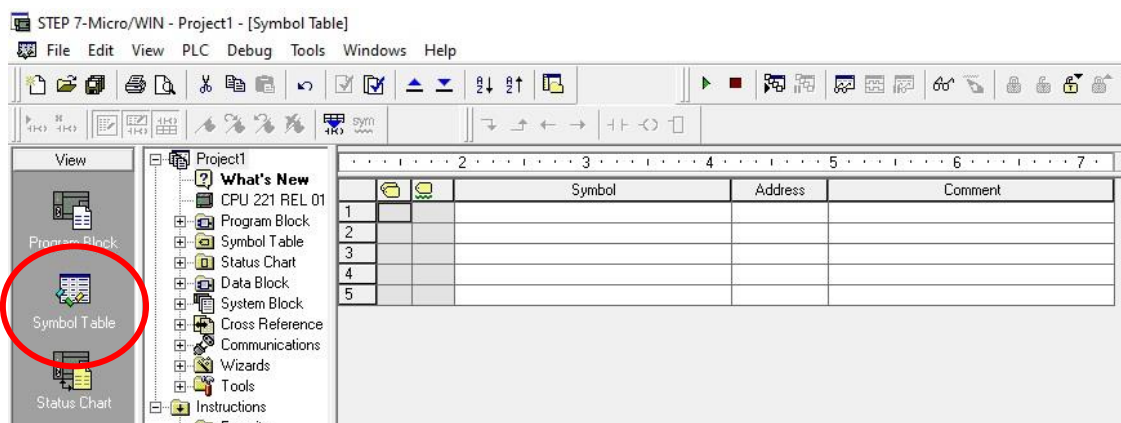 STEP 7-Micro/WIN - Project1 - [Symbol Table]
File Edit View PLC Debug Tools Windows Help
sym
View
Program Block
Symbol Table
Status Chart
Project1
What's New
CPU 221 REL 01
Program Block
Symbol Table
Status Chart
Data Block
System Block
Cross Reference
Communications
Wizards
Tools
Instructions
2 3 4 5 6 7
Symbol Address Comment
1
2
3
4
5